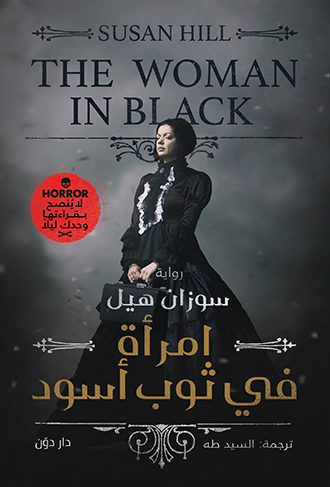 SUSAN HILL
THE WOMAN
IN BLACK
HORROR
لا يُنصح
بقراءتها
وحدك ليلًا
رواية
سوزان هيل
امرأة
في ثوب أسود
ترجمة: السيد طه
دار دوّن